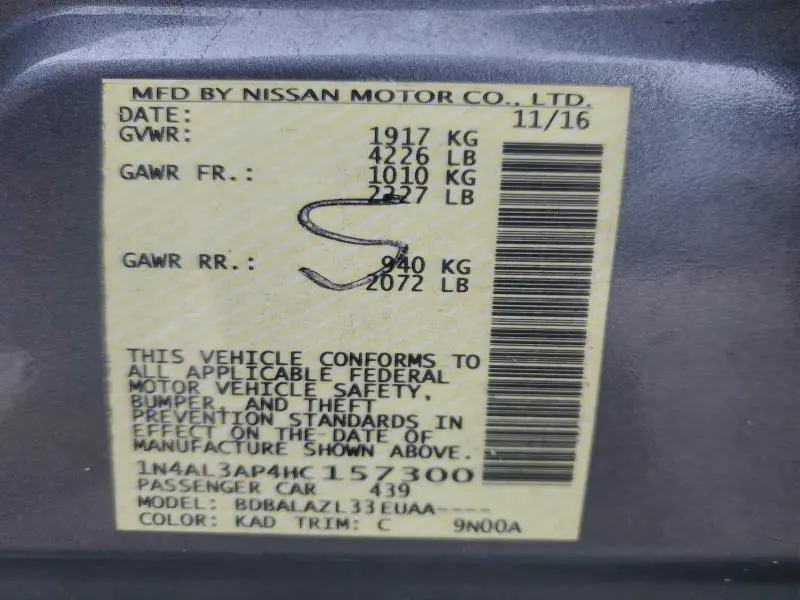 MFD BY NISSAN MOTOR CO., LTD.
DATE: 11/16
GVWR: 1917 KG
4226 LB
GAWR FR.: 1010 KG
2227 LB
S
GAWR RR.: 940 KG
2072 LB
THIS VEHICLE CONFORMS TO
ALL APPLICABLE FEDERAL
MOTOR VEHICLE SAFETY,
BUMPER, AND THEFT
PREVENTION STANDARDS IN
EFFECT ON THE DATE OF
MANUFACTURE SHOWN ABOVE.
1N4AL3AP4HC157300
PASSENGER CAR 439
MODEL: BDBALAZL33EUAA----
COLOR: KAD TRIM: C 9N00A